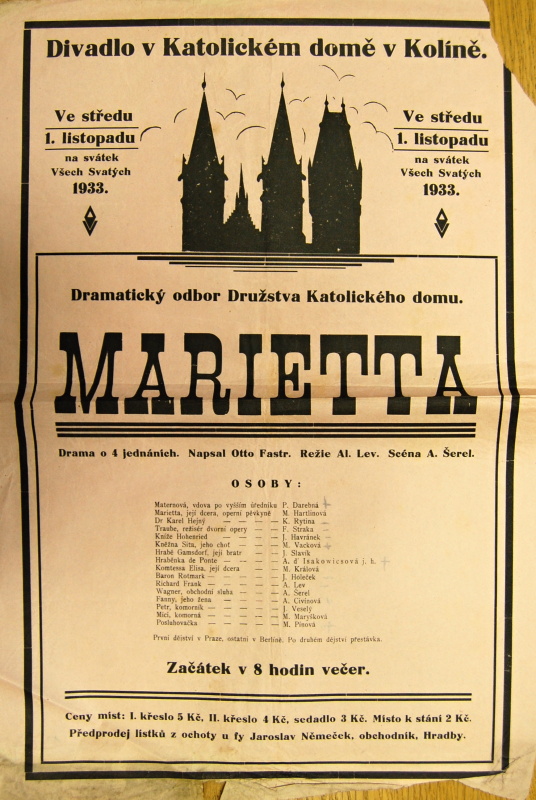 Divadlo v Katolickém domě v Kolíně.
Ve středu
1. listopadu
na svátek
Všech Svatých
1933.
Ve středu
1. listopadu
na svátek
Všech Svatých
1933.
Dramatický odbor Družstva Katolického domu.
MARIETTA
Drama o 4 jednáních. Napsal Otto Fastr. Režie Al. Lev. Scéna A. Šerel.
OSOBY:
Maternová, vdova po vyšším úředníku P. Darebná
Marietta, její dcera, operní pěvkyně M. Hartlínová
Dr Karel Hejný — — — — K. Rytina
Traube, režisér dvorní opery — — F. Straka
Kníže Hohenried — — — — J. Havránek
Kněžna Sita, jeho choť — — — M. Vacková
Hrabě Gamsdorf, její bratr — — J. Slavík
Hraběnka de Ponte — — — A. d'Isakowicsová j. h.
Komtessa Elisa, její dcera — — M. Králová
Baron Rotmark — — — — J. Holeček
Richard Frank — — — — A. Lev
Wagner, obchodní sluha — — — A. Šerel
Fanny, jeho žena — — — — A. Civínová
Petr, komorník — — — — J. Veselý
Mici, komorná — — — — M. Maryšková
Posluhovačka — — — — M. Pínová
První dějství v Praze, ostatní v Berlíně. Po druhém dějství přestávka.
Začátek v 8 hodin večer.
Ceny míst: I. křeslo 5 Kč, II. křeslo 4 Kč, sedadlo 3 Kč. Místo k stání 2 Kč.
Předprodej lístků z ochoty u fy Jaroslav Němeček, obchodník, Hradby.